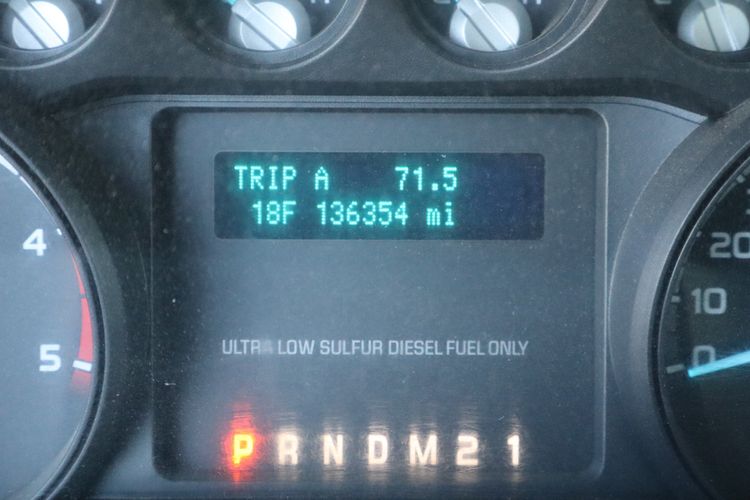 TRIP A 71.5
18F 136354 mi
4
20
10
5
0
ULTRA LOW SULFUR DIESEL FUEL ONLY
P R N D M 2 1